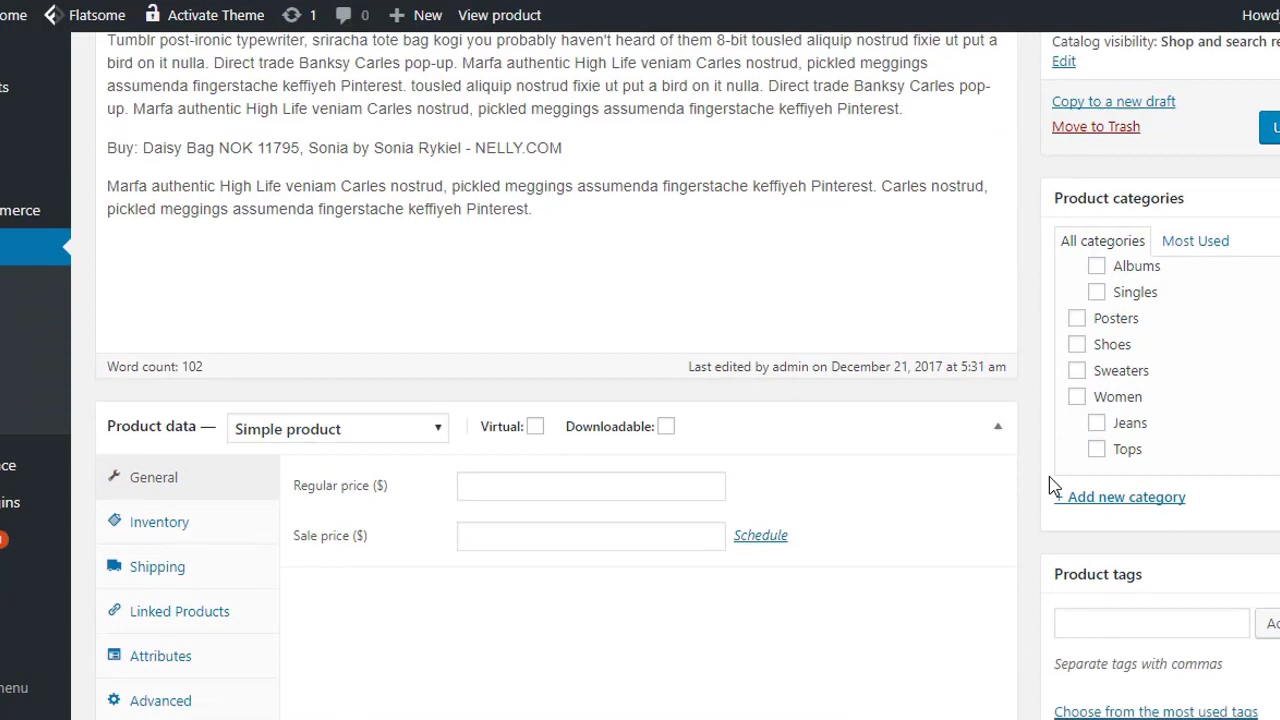 ome Flatsome Activate Theme 1 0 + New View product Howdy
Tumblr post-ironic typewriter, sriracha tote bag kogi you probably haven't heard of them 8-bit tousled aliquip nostrud fixie ut put a
bird on it nulla. Direct trade Banksy Carles pop-up. Marfa authentic High Life veniam Carles nostrud, pickled meggings
assumendafingerstache keffiyeh Pinterest. tousled aliquip nostrud fixie ut put a bird on it nulla. Direct trade Banksy Carles pop-
up. Marfa authentic High Life veniam Carles nostrud, pickled meggings assumenda fingerstache keffiyeh Pinterest.
Buy: Daisy Bag NOK 11795, Sonia by Sonia Rykiel - NELLY.COM
Marfa authentic High Life veniam Carles nostrud, pickled meggings assumenda fingerstache keffiyeh Pinterest. Carles nostrud,
pickled meggings assumenda fingerstache keffiyeh Pinterest.
Word count: 102
Last edited by admin on December 21, 2017 at 5:31 am
Product data —
Simple product
Virtual:
Downloadable:
General
Inventory
Shipping
Linked Products
Attributes
Advanced
Regular price ($)
Sale price ($)
Schedule
Catalog visibility: Shop and search re
Edit
Copy to a new draft
Move to Trash
U
Product categories
All categories
Most Used
Albums
Singles
Posters
Shoes
Sweaters
Women
Jeans
Tops
+ Add new category
Product tags
Ad
Separate tags with commas
Choose from the most used tags
ts
merce
ce
gins
menu